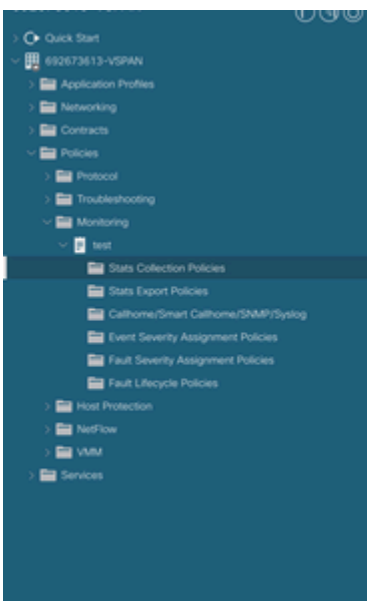 Quick Start
692673613-VSPAN
Application Profiles
Networking
Contracts
Policies
Protocol
Troubleshooting
Monitoring
test
Stats Collection Policies
Stats Export Policies
Callhome/Smart Callhome/SNMP/Syslog
Event Severity Assignment Policies
Fault Severity Assignment Policies
Fault Lifecycle Policies
Host Protection
NetFlow
VMM
Services